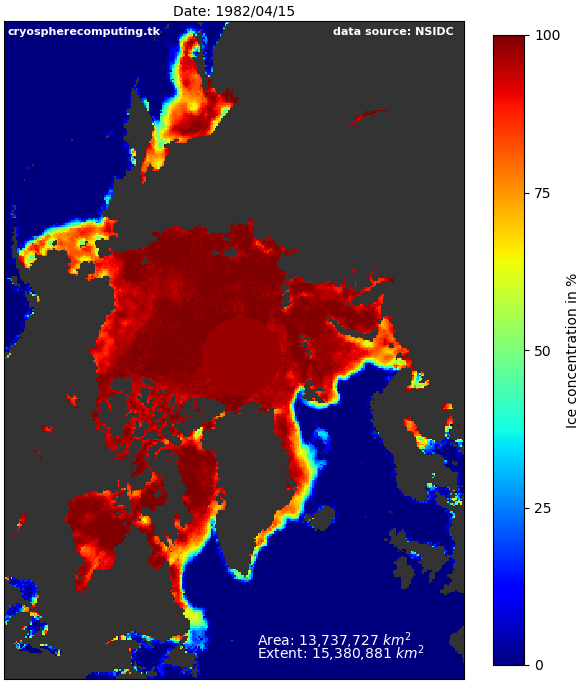 Date: 1982/04/15
cryospherecomputing.tk
data source: NSIDC
100
75
50
25
0
Ice concentration in %
Area: 13,737,727 km²
Extent: 15,380,881 km²